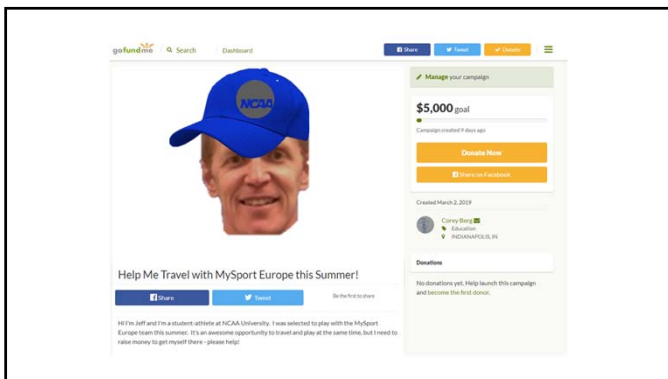 gofundme Search Dashboard Share Tweet Donate
NCAA
Help Me Travel with MySport Europe this Summer!
Share Tweet Be the first to share
Hi I'm Jeff and I'm a student-athlete at NCAA University. I was selected to play with the MySport
Europe team this summer. It's an awesome opportunity to travel and play at the same time, but I need to
raise money to get myself there - please help!
Manage your campaign
$5,000 goal
Campaign created 9 days ago
Donate Now
Share on Facebook
Created March 2, 2019
Corey Berg
Education
INDIANAPOLIS, IN
Donations
No donations yet. Help launch this campaign
and become the first donor.